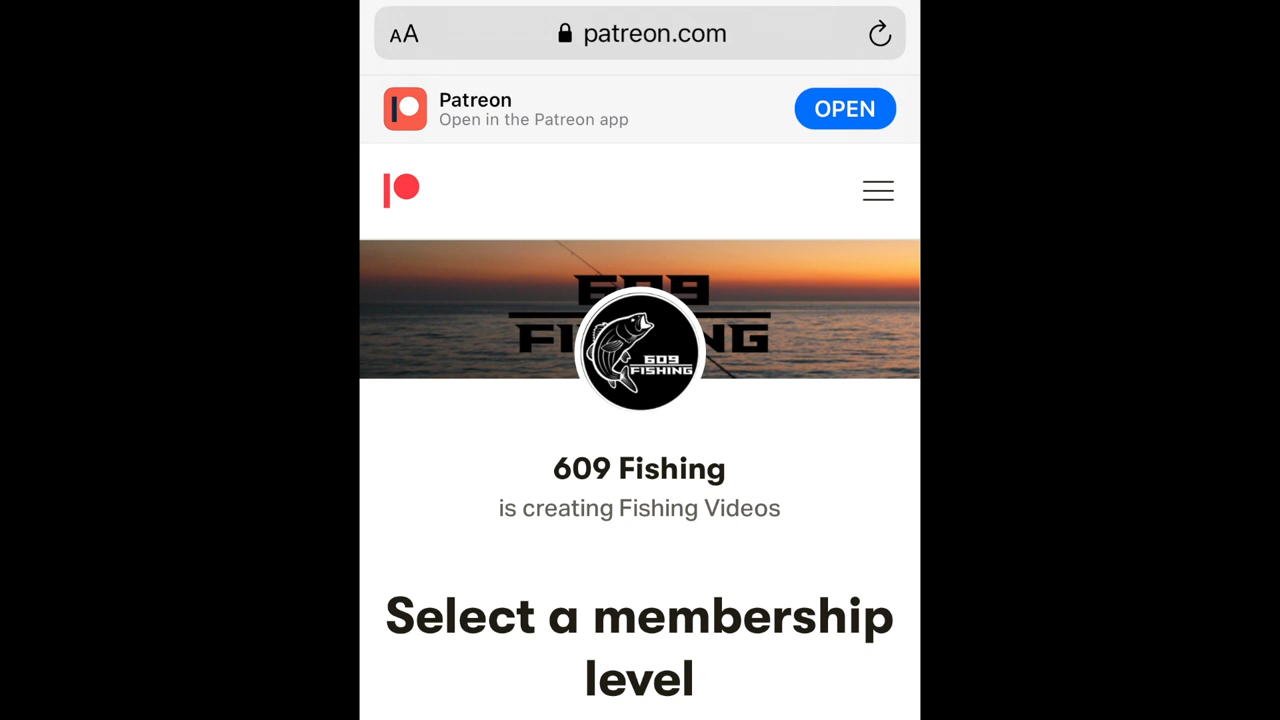 AA patreon.com
Patreon
Open in the Patreon app
OPEN
609
FISHING
609
FISHING
609 Fishing
is creating Fishing Videos
Select a membership
level